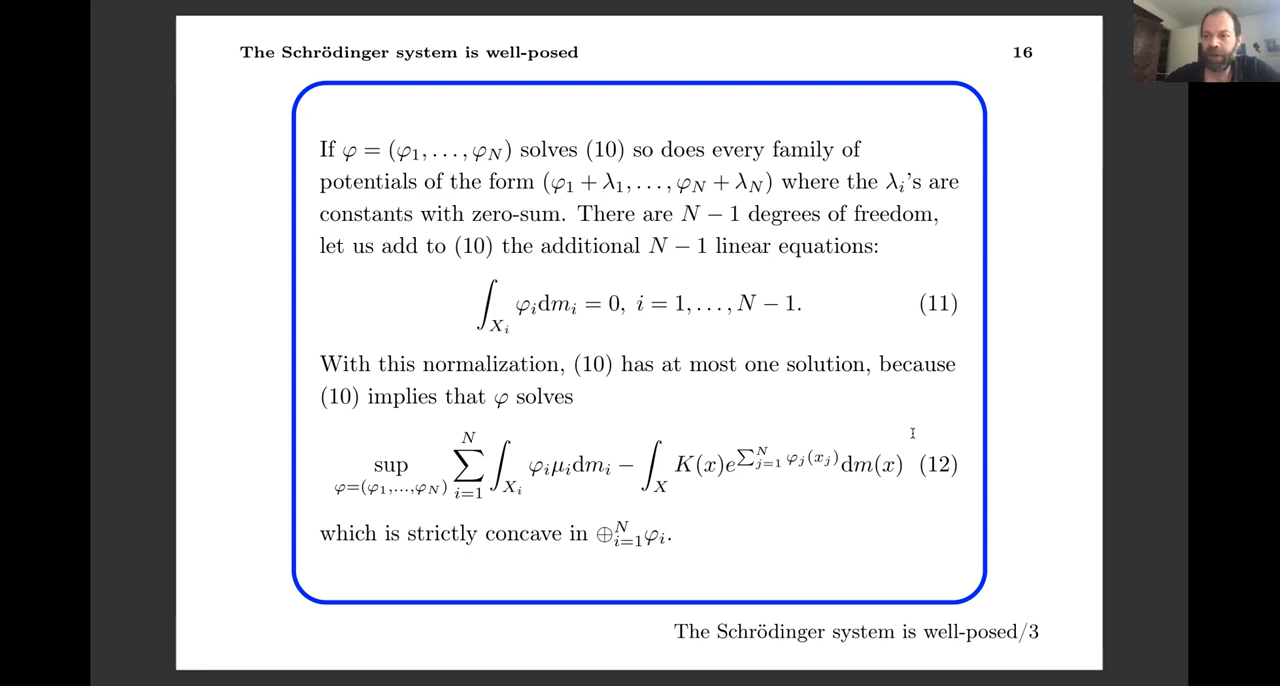 The Schrödinger system is well-posed 16
If φ = (φ₁, . . . , φ_N) solves (10) so does every family of
potentials of the form (φ₁ + λ₁, . . . , φ_N + λ_N) where the λᵢ's are
constants with zero-sum. There are N − 1 degrees of freedom,
let us add to (10) the additional N − 1 linear equations:
∫_{Xᵢ} φᵢdmᵢ = 0, i = 1, . . . , N − 1. (11)
With this normalization, (10) has at most one solution, because
(10) implies that φ solves
sup_{φ=(φ₁,...,φ_N)} ∑_{i=1}^{N} ∫_{Xᵢ} φᵢμᵢdmᵢ − ∫_X K(x)e^{∑_{j=1}^{N} φⱼ(xⱼ)}dm(x) (12)
which is strictly concave in ⊕_{i=1}^{N}φᵢ.
The Schrödinger system is well-posed/3